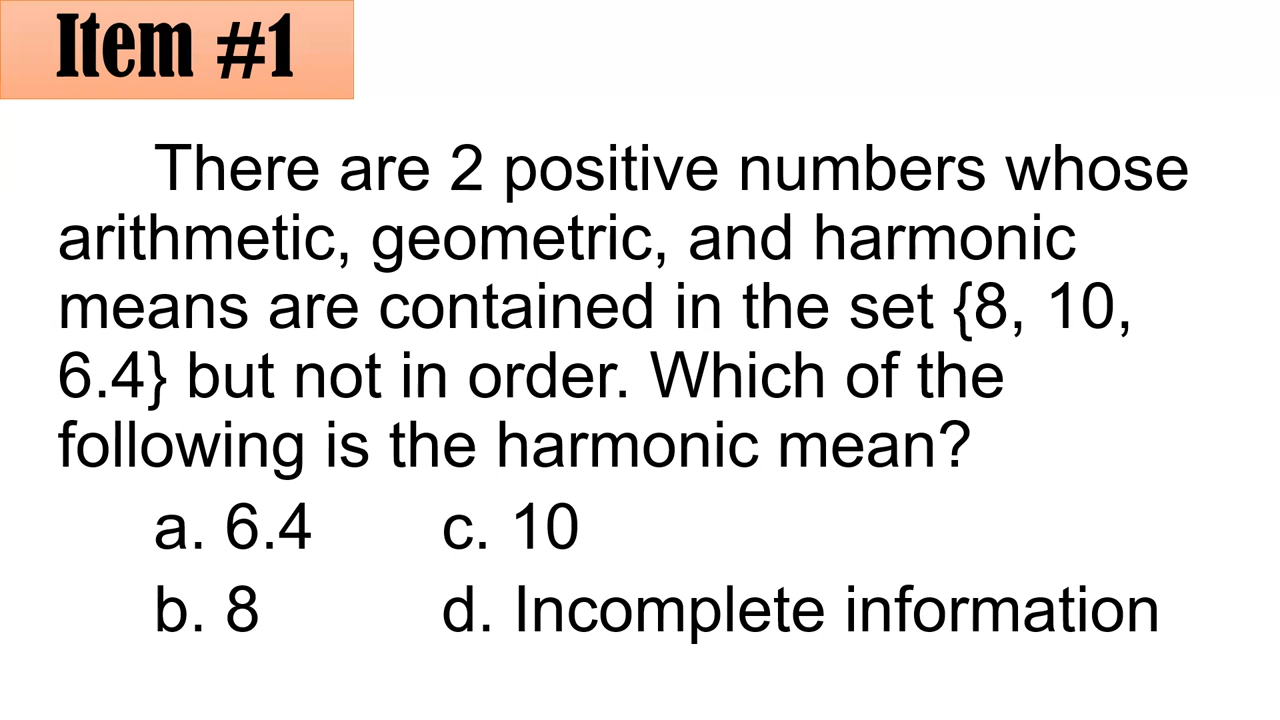 Item #1
There are 2 positive numbers whose
arithmetic, geometric, and harmonic
means are contained in the set {8, 10,
6.4} but not in order. Which of the
following is the harmonic mean?
a. 6.4 c. 10
b. 8 d. Incomplete information